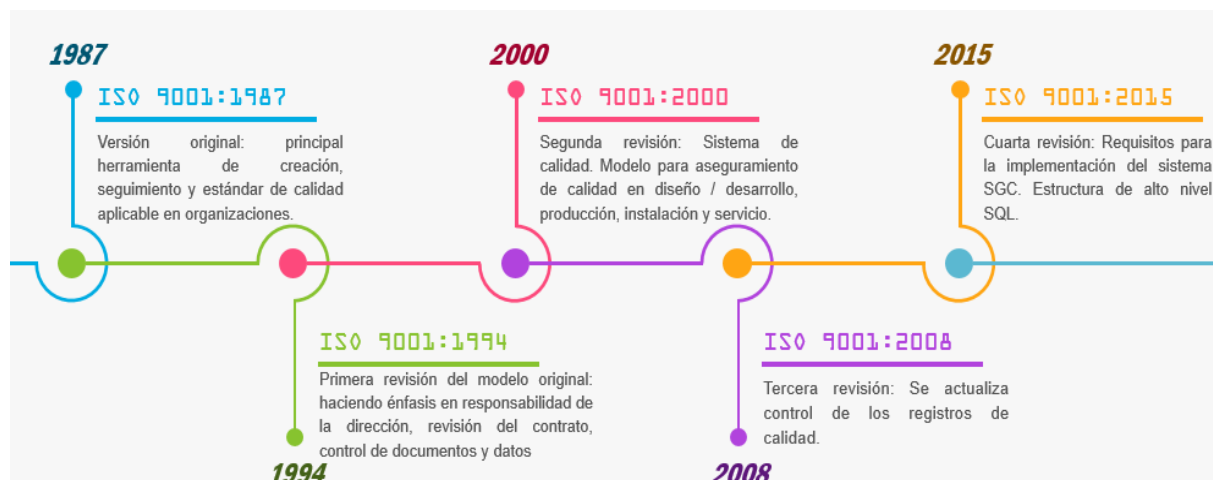 1987
ISO 9001:1987
Versión original: principal
herramienta de creación,
seguimiento y estándar de calidad
aplicable en organizaciones.
2000
ISO 9001:2000
Segunda revisión: Sistema de
calidad. Modelo para aseguramiento
de calidad en diseño / desarrollo,
producción, instalación y servicio.
2015
ISO 9001:2015
Cuarta revisión: Requisitos para
la implementación del sistema
SGC. Estructura de alto nivel
SQL.
ISO 9001:1994
Primera revisión del modelo original:
haciendo énfasis en responsabilidad de
la dirección, revisión del contrato,
control de documentos y datos
1994
ISO 9001:2008
Tercera revisión: Se actualiza
control de los registros de
calidad.
2008